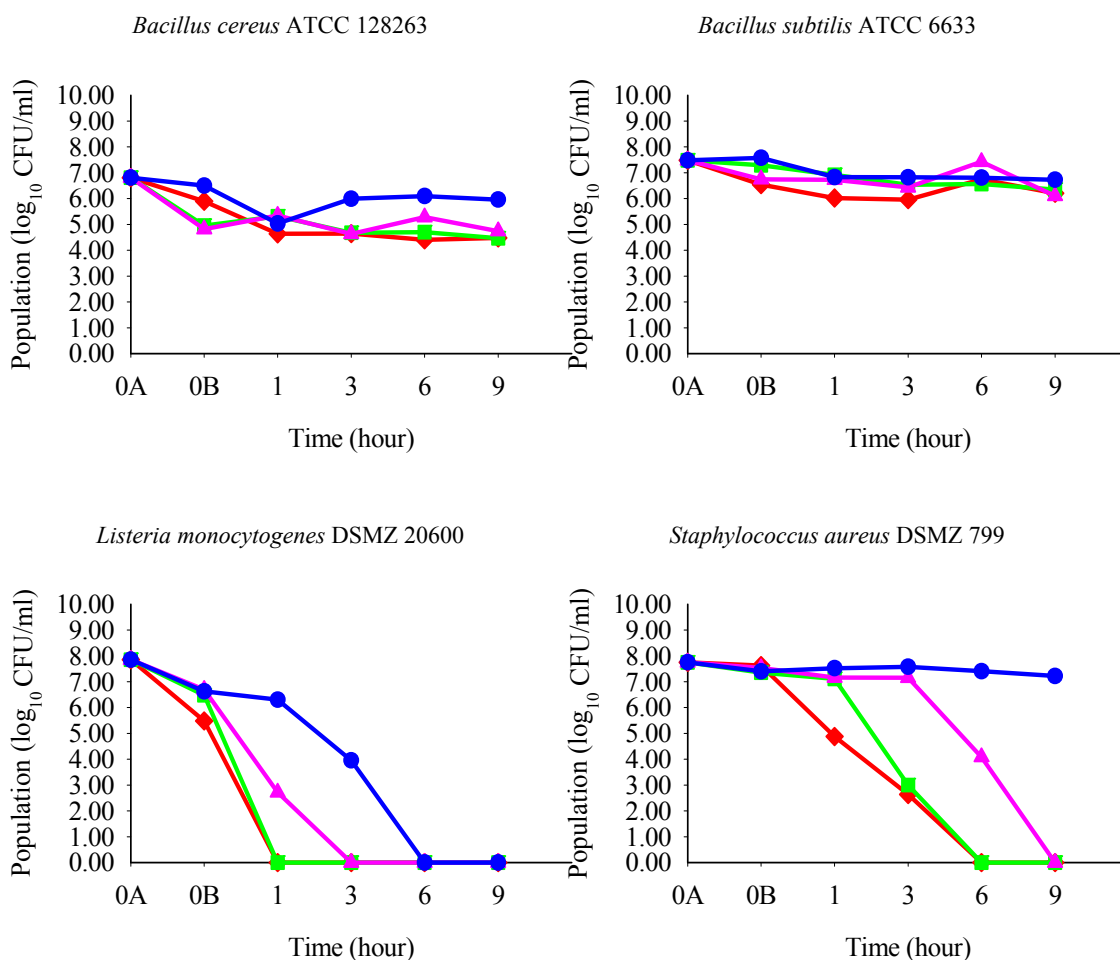 Bacillus cereus ATCC 128263
Population (log10 CFU/ml)
10.00
9.00
8.00
7.00
6.00
5.00
4.00
3.00
2.00
1.00
0.00
0A 0B 1 3 6 9
Time (hour)
Bacillus subtilis ATCC 6633
Population (log10 CFU/ml)
10.00
9.00
8.00
7.00
6.00
5.00
4.00
3.00
2.00
1.00
0.00
0A 0B 1 3 6 9
Time (hour)
Listeria monocytogenes DSMZ 20600
Population (log10 CFU/ml)
10.00
9.00
8.00
7.00
6.00
5.00
4.00
3.00
2.00
1.00
0.00
0A 0B 1 3 6 9
Time (hour)
Staphylococcus aureus DSMZ 799
Population (log10 CFU/ml)
10.00
9.00
8.00
7.00
6.00
5.00
4.00
3.00
2.00
1.00
0.00
0A 0B 1 3 6 9
Time (hour)